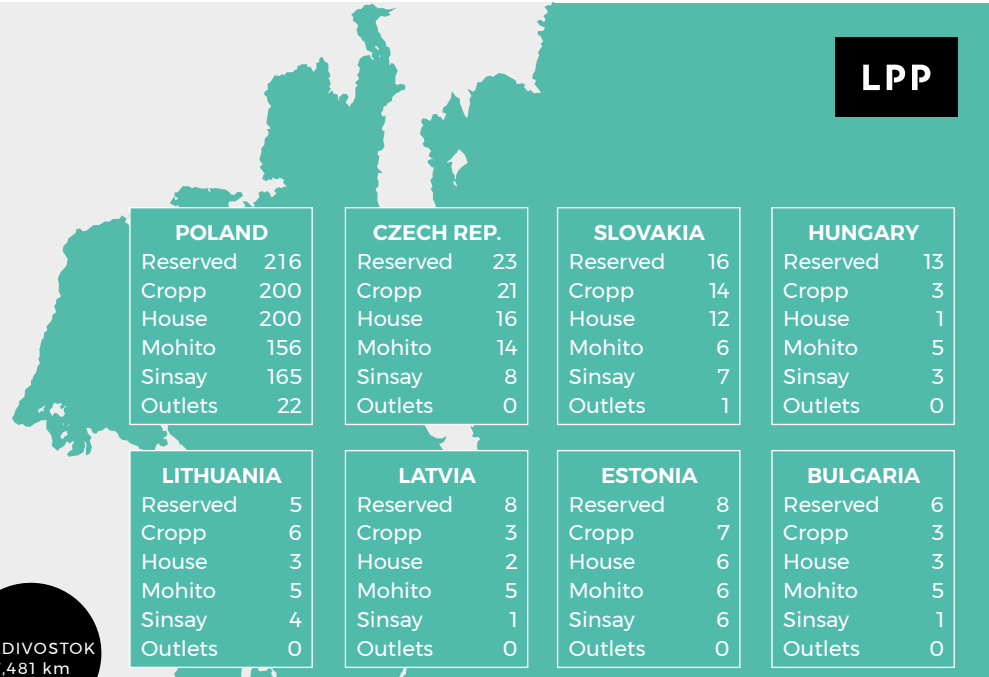 LPP
POLAND
Reserved 216
Cropp 200
House 200
Mohito 156
Sinsay 165
Outlets 22
CZECH REP.
Reserved 23
Cropp 21
House 16
Mohito 14
Sinsay 8
Outlets 0
SLOVAKIA
Reserved 16
Cropp 14
House 12
Mohito 6
Sinsay 7
Outlets 1
HUNGARY
Reserved 13
Cropp 3
House 1
Mohito 5
Sinsay 3
Outlets 0
LITHUANIA
Reserved 5
Cropp 6
House 3
Mohito 5
Sinsay 4
Outlets 0
LATVIA
Reserved 8
Cropp 3
House 2
Mohito 5
Sinsay 1
Outlets 0
ESTONIA
Reserved 8
Cropp 7
House 6
Mohito 6
Sinsay 6
Outlets 0
BULGARIA
Reserved 6
Cropp 3
House 3
Mohito 5
Sinsay 1
Outlets 0
DIVOSTOK
,481 km